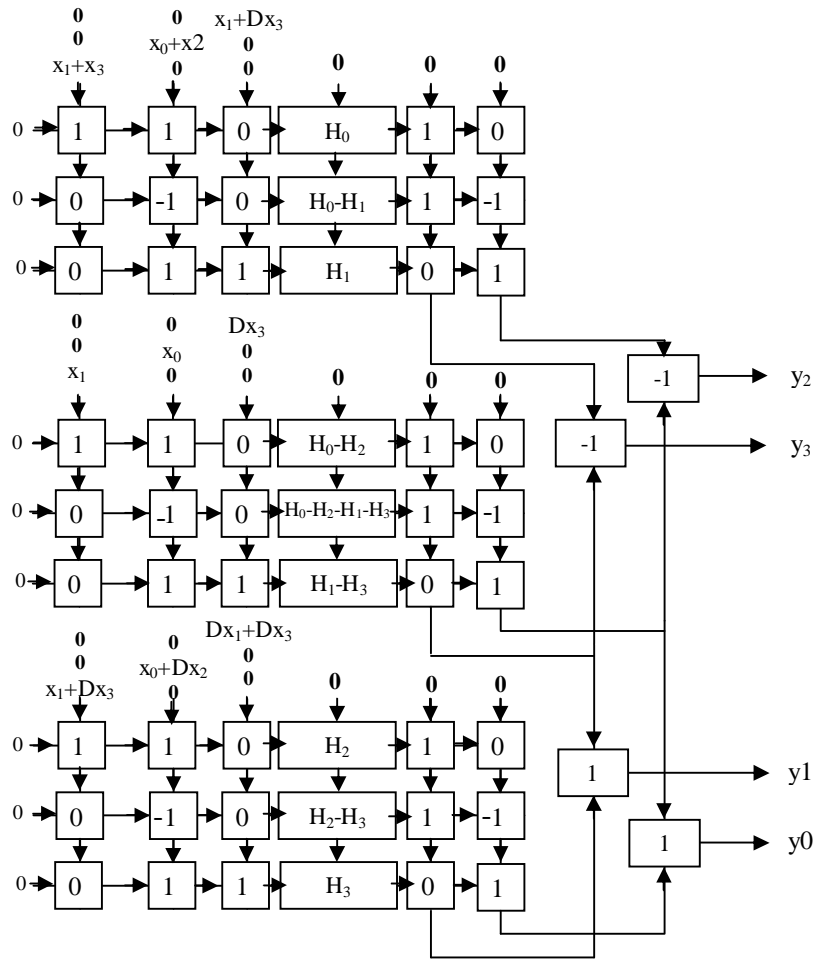 0 0 x₁+Dx₃ 
0 x₀+x2 0 0 0 0
x₁+x₃ 0 0
0 1 1 0 H₀ 1 0
0 0 -1 0 H₀-H₁ 1 -1
0 0 1 1 H₁ 0 1
0 0 Dx₃
0 x₀ 0 0 0 0
x₁ 0 0
-1 y₂
0 1 1 0 H₀-H₂ 1 0 -1 y₃
0 0 -1 0 H₀-H₂-H₁-H₃ 1 -1
0 0 1 1 H₁-H₃ 0 1
0 0 Dx₁+Dx₃
0 x₀+Dx₂ 0 0 0 0
x₁+Dx₃ 0 0
0 1 1 0 H₂ 1 0
1 y1
0 0 -1 0 H₂-H₃ 1 -1
1 y0
0 0 1 1 H₃ 0 1